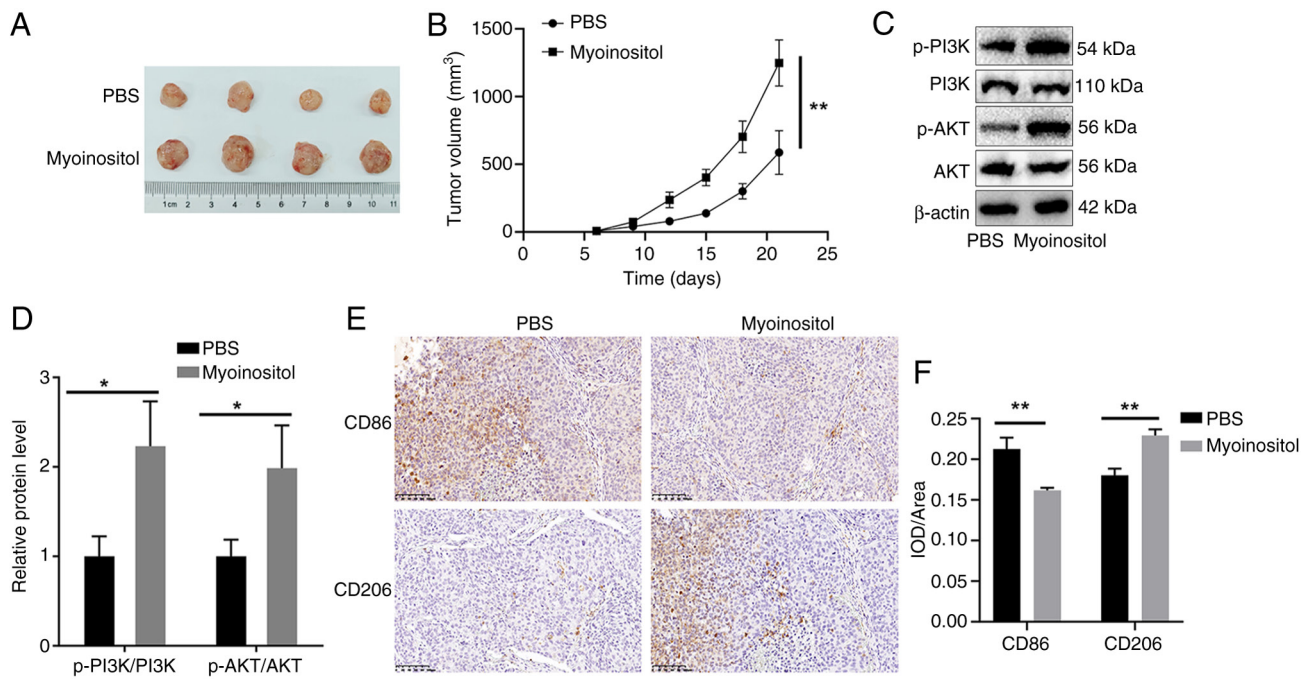 A
PBS
Myoinositol
1cm 2 3 4 5 6 7 8 9 10 11
B
PBS
Myoinositol
Tumor volume (mm³)
1500
1000
500
0
0 5 10 15 20 25
Time (days)
**
C
p-PI3K 54 kDa
PI3K 110 kDa
p-AKT 56 kDa
AKT 56 kDa
β-actin 42 kDa
PBS Myoinositol
D
PBS
Myoinositol
Relative protein level
3
2
1
0
* *
p-PI3K/PI3K p-AKT/AKT
E
PBS Myoinositol
CD86
CD206
F
PBS
Myoinositol
IOD/Area
0.25
0.20
0.15
0.10
0.05
0.00
** **
CD86 CD206